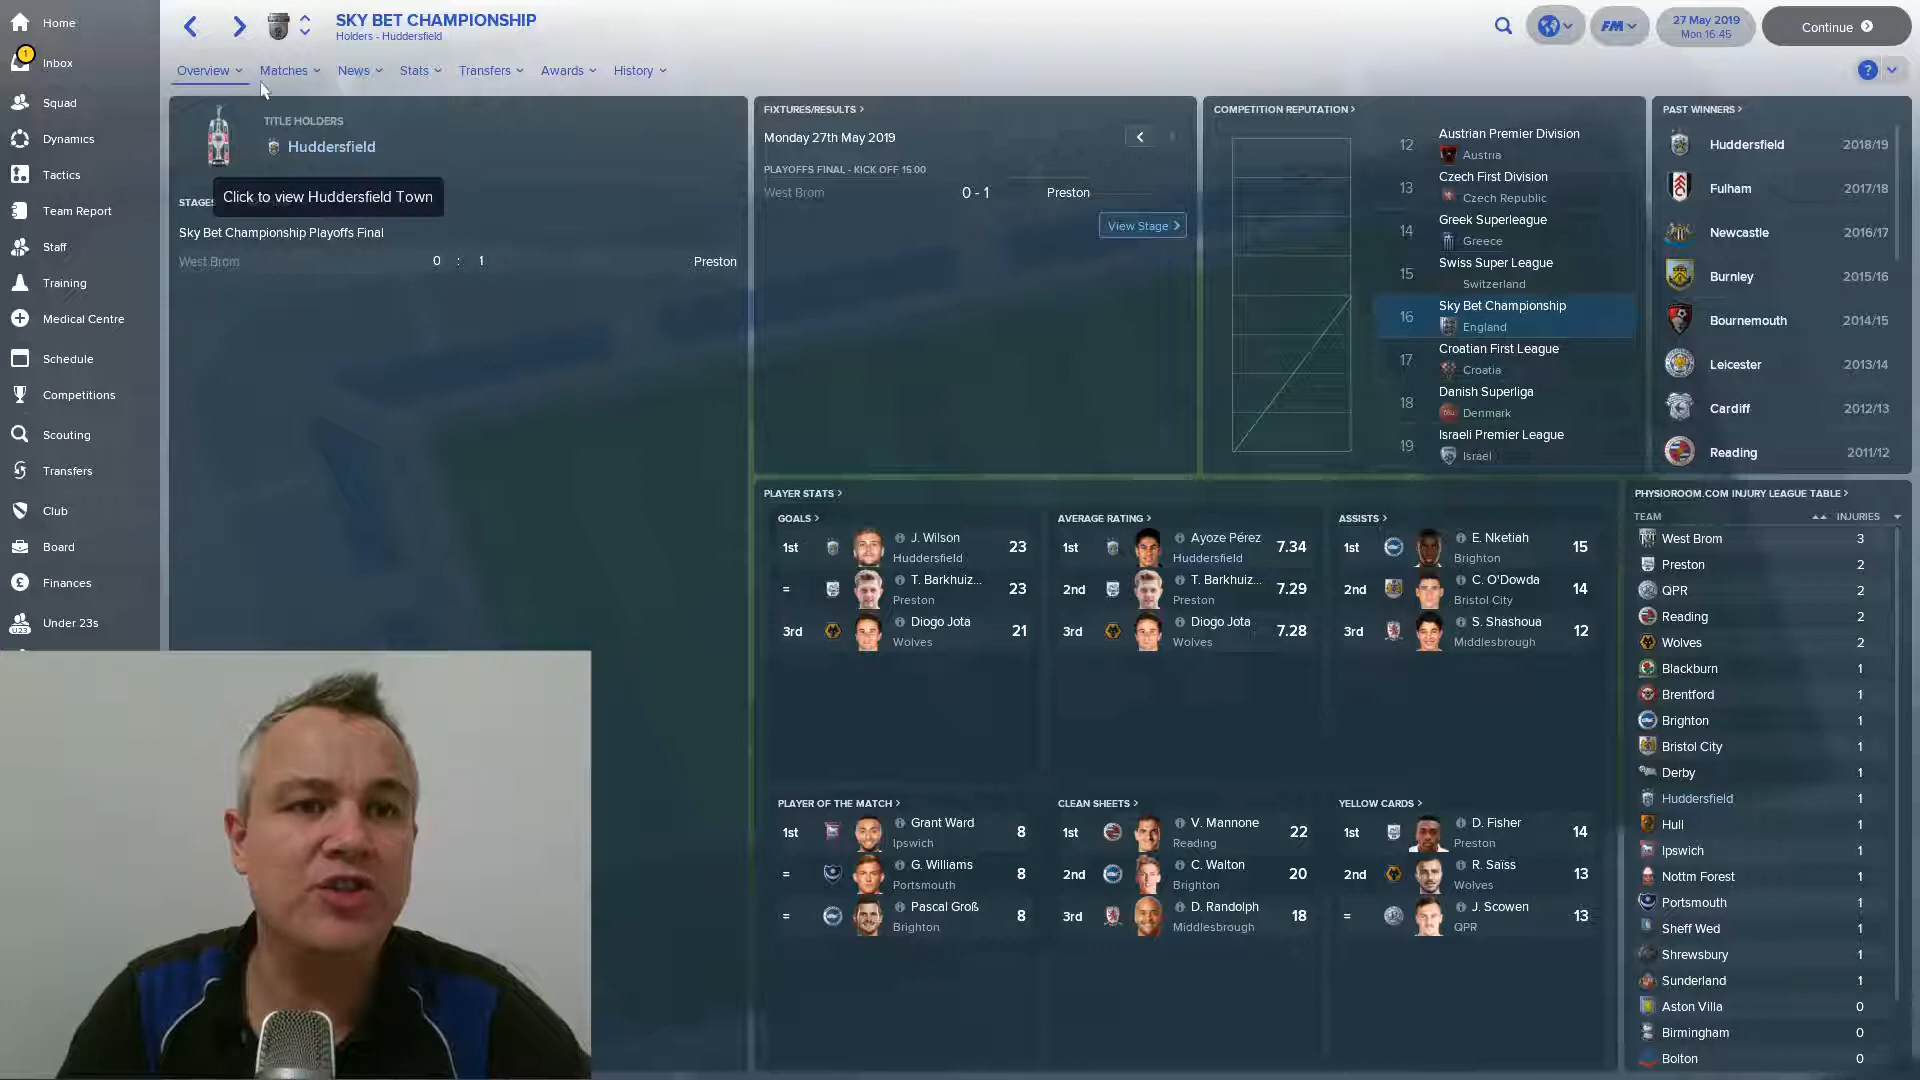 Home
1
Inbox
Squad
Dynamics
Tactics
Team Report
Staff
Training
Medical Centre
Schedule
Competitions
Scouting
Transfers
Club
Board
Finances
U23
Under 23s
SKY BET CHAMPIONSHIP
Holders - Huddersfield
FM
27 May 2019
Mon 16:45
Continue
Overview
Matches
News
Stats
Transfers
Awards
History
?
TITLE HOLDERS
Huddersfield
Click to view Huddersfield Town
STAGES
Sky Bet Championship Playoffs Final
West Brom 0 : 1 Preston
FIXTURES/RESULTS >
Monday 27th May 2019
PLAYOFFS FINAL - KICK OFF 15:00
West Brom 0 - 1 Preston
View Stage >
COMPETITION REPUTATION >
12 Austrian Premier Division
Austria
13 Czech First Division
Czech Republic
14 Greek Superleague
Greece
15 Swiss Super League
Switzerland
16 Sky Bet Championship
England
17 Croatian First League
Croatia
18 Danish Superliga
Denmark
19 Israeli Premier League
Israel
PAST WINNERS >
Huddersfield 2018/19
Fulham 2017/18
Newcastle 2016/17
Burnley 2015/16
Bournemouth 2014/15
Leicester 2013/14
Cardiff 2012/13
Reading 2011/12
PLAYER STATS >
GOALS >
1st J. Wilson 23
Huddersfield
= T. Barkhuiz... 23
Preston
3rd Diogo Jota 21
Wolves
AVERAGE RATING >
1st Ayoze Pérez 7.34
Huddersfield
2nd T. Barkhuiz... 7.29
Preston
3rd Diogo Jota 7.28
Wolves
ASSISTS >
1st E. Nketiah 15
Brighton
2nd C. O'Dowda 14
Bristol City
3rd S. Shashoua 12
Middlesbrough
PLAYER OF THE MATCH >
1st Grant Ward 8
Ipswich
= G. Williams 8
Portsmouth
= Pascal Groß 8
Brighton
CLEAN SHEETS >
1st V. Mannone 22
Reading
2nd C. Walton 20
Brighton
3rd D. Randolph 18
Middlesbrough
YELLOW CARDS >
1st D. Fisher 14
Preston
2nd R. Saïss 13
Wolves
= J. Scowen 13
QPR
PHYSIOROOM.COM INJURY LEAGUE TABLE >
TEAM INJURIES
West Brom 3
Preston 2
QPR 2
Reading 2
Wolves 2
Blackburn 1
Brentford 1
Brighton 1
Bristol City 1
Derby 1
Huddersfield 1
Hull 1
Ipswich 1
Nottm Forest 1
Portsmouth 1
Sheff Wed 1
Shrewsbury 1
Sunderland 1
Aston Villa 0
Birmingham 0
Bolton 0